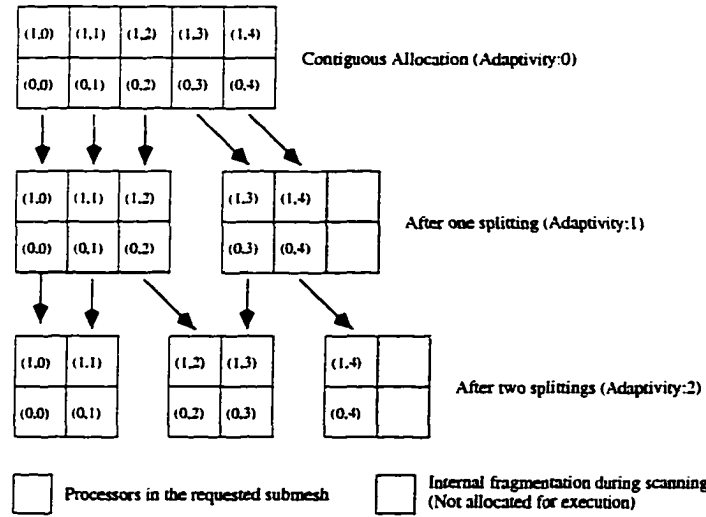 (1,0) (1,1) (1,2) (1,3) (1,4)
Contiguous Allocation (Adaptivity:0)
(0,0) (0,1) (0,2) (0,3) (0,4)
(1,0) (1,1) (1,2) (1,3) (1,4)
After one splitting (Adaptivity:1)
(0,0) (0,1) (0,2) (0,3) (0,4)
(1,0) (1,1) (1,2) (1,3) (1,4)
After two splittings (Adaptivity:2)
(0,0) (0,1) (0,2) (0,3) (0,4)
Processors in the requested submesh
Internal fragmentation during scanning
(Not allocated for execution)